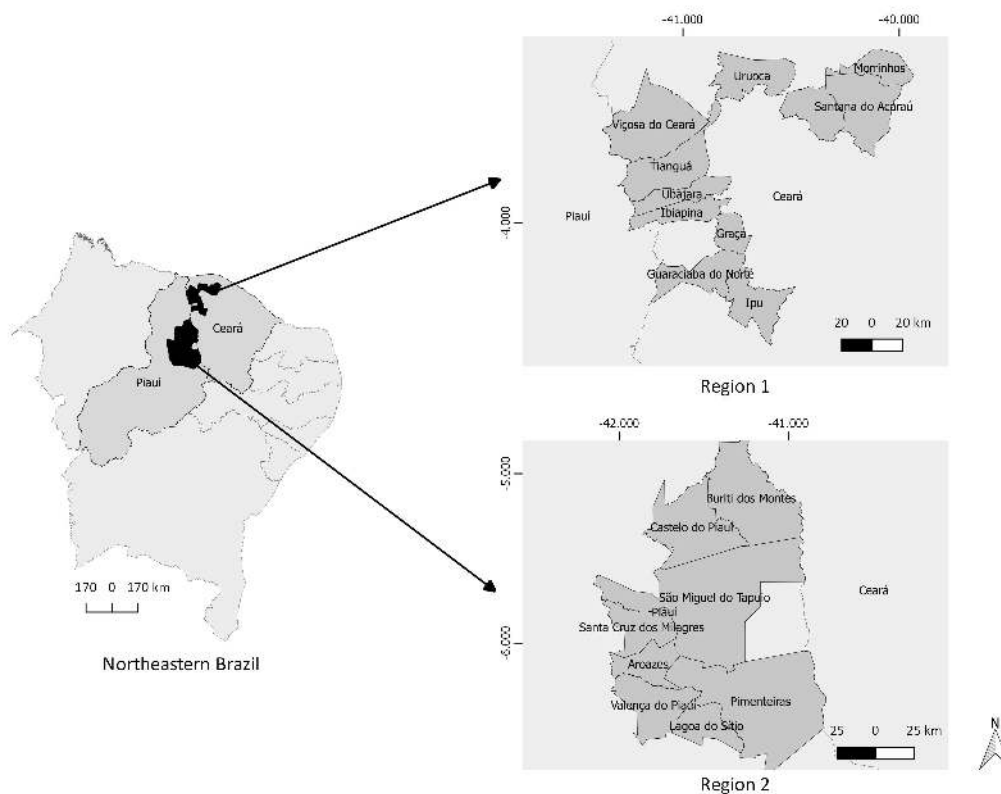 -41.000
-40.000
Uruoca
Morrinhos
Santana do Acaraú
Viçosa do Ceará
Tianguá
Ubajara
Ibiapina
Ceará
Piauí
-4.000
Graça
Guaraciaba do Norte
Ipu
20 0 20 km
Region 1
Ceará
Piauí
170 0 170 km
Northeastern Brazil
-42.000
-41.000
-5.000
Buriti dos Montes
Castelo do Piauí
São Miguel do Tapuio
Ceará
Piauí
Santa Cruz dos Milagres
-6.000
Aroazes
Pimenteiras
Valença do Piauí
Lagoa do Sítio
25 0 25 km
N
Region 2